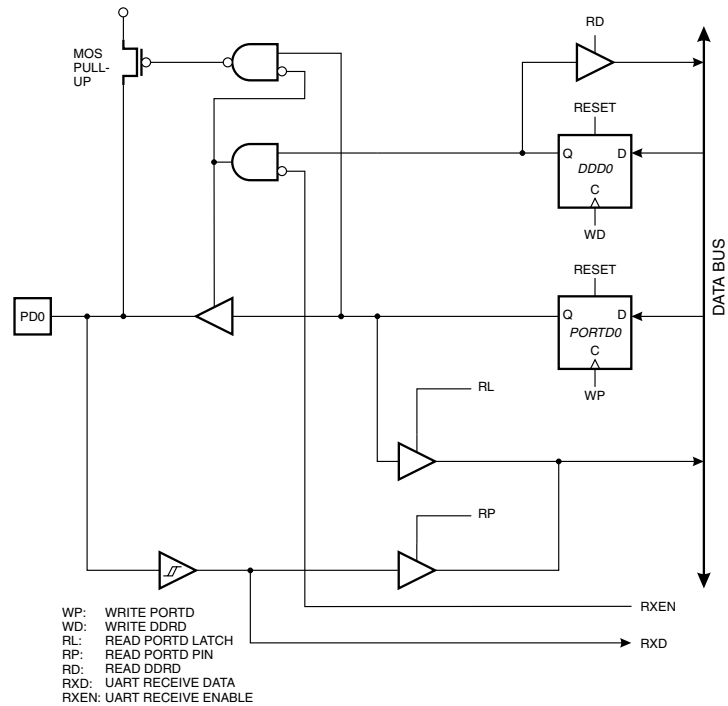 RD
MOS
PULL-
UP
RESET
Q
D
DDD0
C
WD
DATA BUS
RESET
PD0
Q
D
PORTD0
C
WP
RL
RP
RXEN
RXD
WP: WRITE PORTD
WD: WRITE DDRD
RL: READ PORTD LATCH
RP: READ PORTD PIN
RD: READ DDRD
RXD: UART RECEIVE DATA
RXEN: UART RECEIVE ENABLE